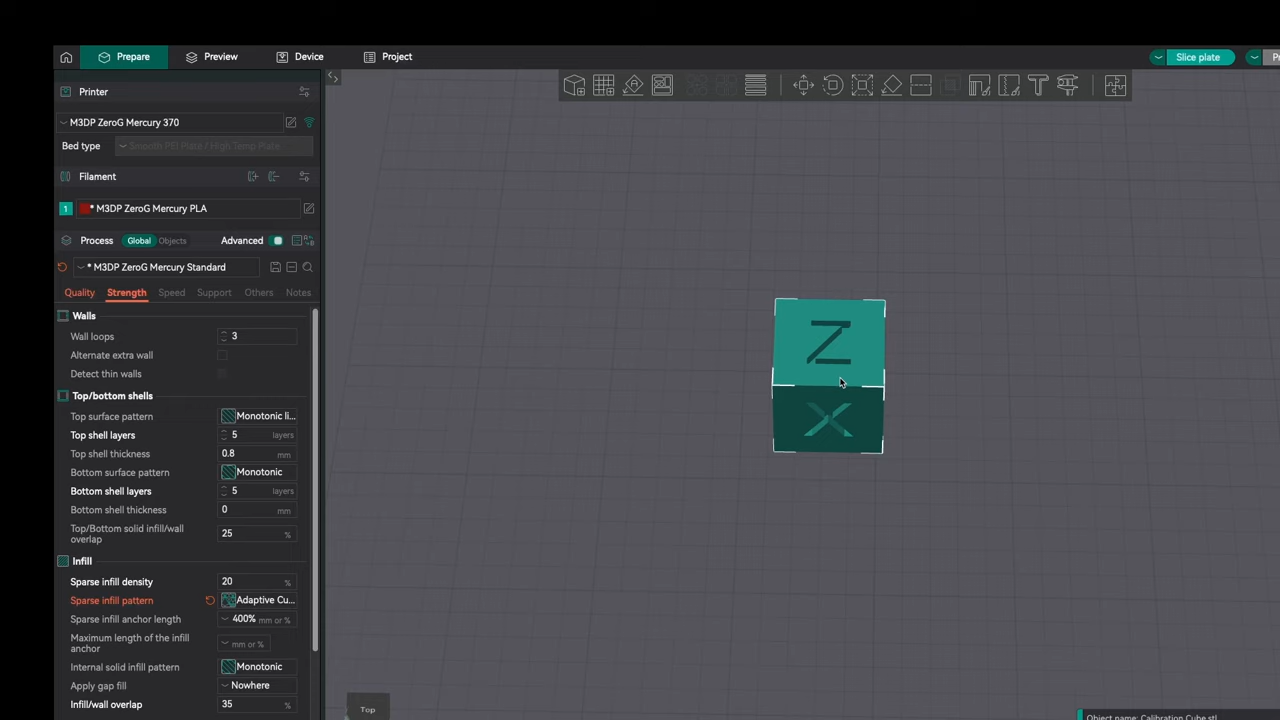 Prepare Preview Device Project Slice plate
Printer
M3DP ZeroG Mercury 370
Bed type Smooth PEI Plate / High Temp Plate
Filament
1 * M3DP ZeroG Mercury PLA
Process Global Objects Advanced
* M3DP ZeroG Mercury Standard
Quality Strength Speed Support Others Notes
Walls
Wall loops 3
Alternate extra wall
Detect thin walls
Top/bottom shells
Top surface pattern Monotonic li...
Top shell layers 5 layers
Top shell thickness 0.8 mm
Bottom surface pattern Monotonic
Bottom shell layers 5 layers
Bottom shell thickness 0 mm
Top/Bottom solid infill/wall
overlap 25 %
Infill
Sparse infill density 20 %
Sparse infill pattern Adaptive Cu...
Sparse infill anchor length 400% mm or %
Maximum length of the infill
anchor mm or %
Internal solid infill pattern Monotonic
Apply gap fill Nowhere
Infill/wall overlap 35 %
Z
X
Top
Object name: Calibration Cube.stl